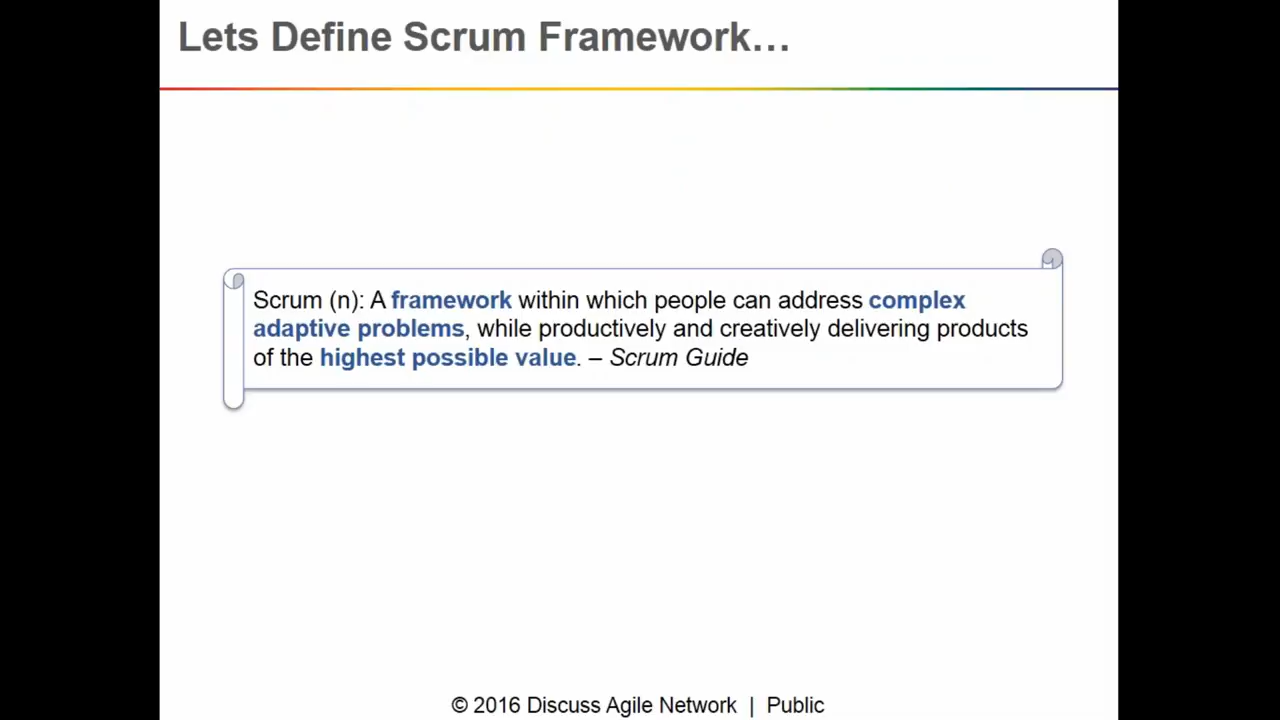 Lets Define Scrum Framework…
Scrum (n): A framework within which people can address complex
adaptive problems, while productively and creatively delivering products
of the highest possible value. – Scrum Guide
© 2016 Discuss Agile Network | Public